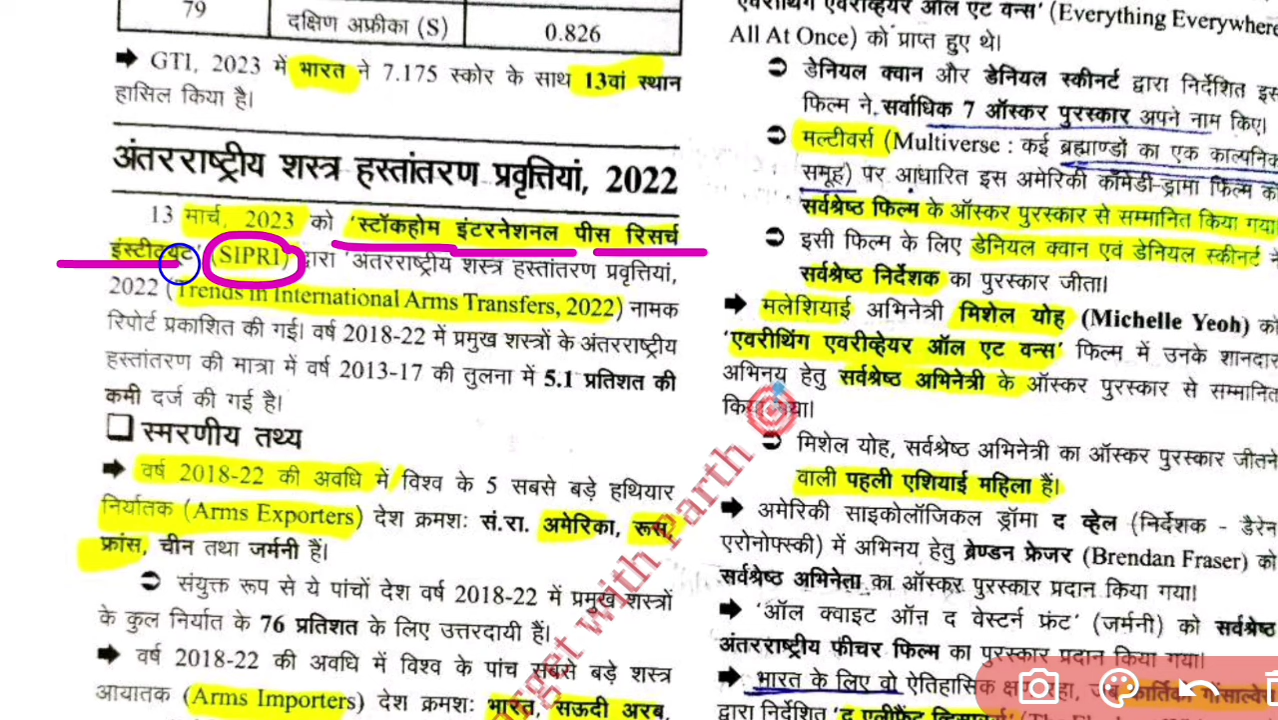 79
दक्षिण अफ्रीका (S)
0.826
➡ GTI, 2023 में भारत ने 7.175 स्कोर के साथ 13वां स्थान
हासिल किया है।
अंतरराष्ट्रीय शस्त्र हस्तांतरण प्रवृत्तियां, 2022
13 मार्च, 2023 को 'स्टॉकहोम इंटरनेशनल पीस रिसर्च
इंस्टीट्यूट' (SIPRI) द्वारा 'अंतरराष्ट्रीय शस्त्र हस्तांतरण प्रवृत्तियां,
2022 (Trends in International Arms Transfers, 2022) नामक
रिपोर्ट प्रकाशित की गई। वर्ष 2018-22 में प्रमुख शस्त्रों के अंतरराष्ट्रीय
हस्तांतरण की मात्रा में वर्ष 2013-17 की तुलना में 5.1 प्रतिशत की
कमी दर्ज की गई है।
❑ स्मरणीय तथ्य
➡ वर्ष 2018-22 की अवधि में विश्व के 5 सबसे बड़े हथियार
निर्यातक (Arms Exporters) देश क्रमशः सं.रा. अमेरिका, रूस
फ्रांस, चीन तथा जर्मनी हैं।
➲ संयुक्त रूप से ये पांचों देश वर्ष 2018-22 में प्रमुख शस्त्रों
के कुल निर्यात के 76 प्रतिशत के लिए उत्तरदायी हैं।
➡ वर्ष 2018-22 की अवधि में विश्व के पांच सबसे बड़े शस्त्र
आयातक (Arms Importers) देश क्रमशः भारत, सऊदी अरब,
एवरीथिंग एवरीव्हेयर ऑल एट वन्स' (Everything Everywhere
All At Once) को प्राप्त हुए थे।
➲ डेनियल क्वान और डेनियल स्कीनर्ट द्वारा निर्देशित इस
फिल्म ने सर्वाधिक 7 ऑस्कर पुरस्कार अपने नाम किए।
➲ मल्टीवर्स (Multiverse : कई ब्रह्माण्डों का एक काल्पनिक
समूह) पर आधारित इस अमेरिकी कॉमेडी-ड्रामा फिल्म को
सर्वश्रेष्ठ फिल्म के ऑस्कर पुरस्कार से सम्मानित किया गया।
➲ इसी फिल्म के लिए डेनियल क्वान एवं डेनियल स्कीनर्ट ने
सर्वश्रेष्ठ निर्देशक का पुरस्कार जीता।
➡ मलेशियाई अभिनेत्री मिशेल योह (Michelle Yeoh) को
'एवरीथिंग एवरीव्हेयर ऑल एट वन्स' फिल्म में उनके शानदार
अभिनय हेतु सर्वश्रेष्ठ अभिनेत्री के ऑस्कर पुरस्कार से सम्मानित
किया गया।
➲ मिशेल योह, सर्वश्रेष्ठ अभिनेत्री का ऑस्कर पुरस्कार जीतने
वाली पहली एशियाई महिला हैं।
➡ अमेरिकी साइकोलॉजिकल ड्रॉमा द व्हेल (निर्देशक - डैरेन
एरोनोफ्स्की) में अभिनय हेतु ब्रेण्डन फ्रेजर (Brendan Fraser) को
सर्वश्रेष्ठ अभिनेता का ऑस्कर पुरस्कार प्रदान किया गया।
➡ 'ऑल क्वाइट ऑन द वेस्टर्न फ्रंट' (जर्मनी) को सर्वश्रेष्ठ
अंतरराष्ट्रीय फीचर फिल्म का पुरस्कार प्रदान किया गया।
➡ भारत के लिए वो ऐतिहासिक क्षण रहा, जब कार्तिकी गोंसाल्वेस
द्वारा निर्देशित 'द एलीफैंट व्हिस्परर्स'
Target with Parth